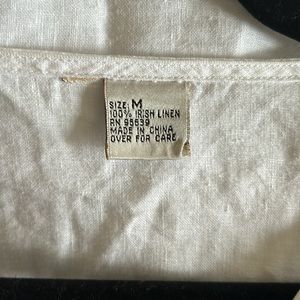 SIZE: M
100% IRISH LINEN
RN 95639
MADE IN CHINA
OVER FOR CARE